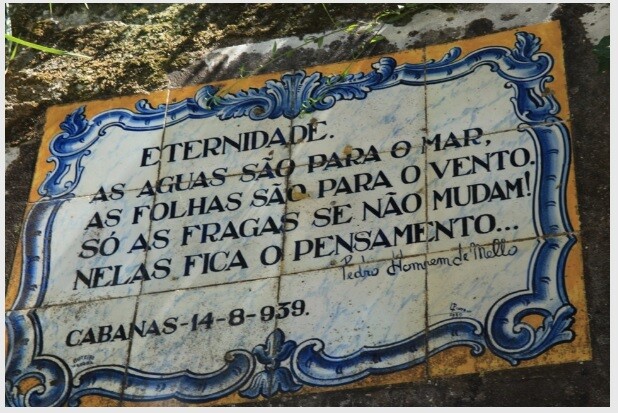 ETERNIDADE.
AS AGUAS SÃO PARA O MAR,
AS FOLHAS SÃO PARA O VENTO.
SÓ AS FRAGAS SE NÃO MUDAM!
NELAS FICA O PENSAMENTO...
Pedro Homem de Mello
CABANAS-14-8-939.